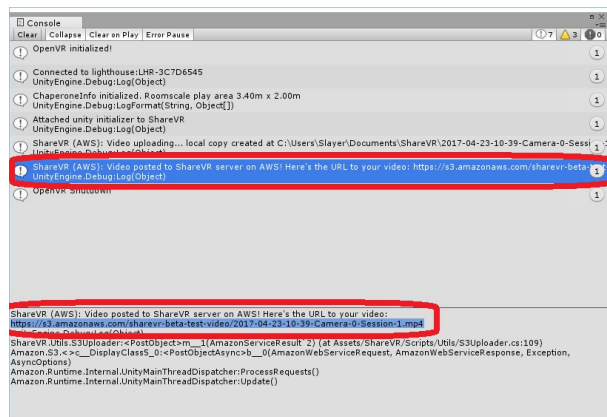 Console
Clear Collapse Clear on Play Error Pause 7 3 0
OpenVR initialized!
1
Connected to lighthouse:LHR-3C7D6545
UnityEngine.Debug:Log(Object)
1
ChaperoneInfo initialized. Roomscale play area 3.40m x 2.00m
UnityEngine.Debug:LogFormat(String, Object[])
1
Attached unity initializer to ShareVR
UnityEngine.Debug:Log(Object)
1
ShareVR (AWS): Video uploading... local copy created at C:\Users\Slayer\Documents\ShareVR\2017-04-23-10-39-Camera-0-Sessi
UnityEngine.Debug:Log(Object)
1
ShareVR (AWS): Video posted to ShareVR server on AWS! Here's the URL to your video: https://s3.amazonaws.com/sharevr-beta-
UnityEngine.Debug:Log(Object)
1
OpenVR Shutdown
1
ShareVR (AWS): Video posted to ShareVR server on AWS! Here's the URL to your video:
https://s3.amazonaws.com/sharevr-beta-test-video/2017-04-23-10-39-Camera-0-Session-1.mp4
UnityEngine.Debug:Log(Object)
ShareVR.Utils.S3Uploader:<PostObject>m__1(AmazonServiceResult`2) (at Assets/ShareVR/Scripts/Utils/S3Uploader.cs:109)
Amazon.S3.<>c__DisplayClass5_0:<PostObjectAsync>b__0(AmazonWebServiceRequest, AmazonWebServiceResponse, Exception,
AsyncOptions)
Amazon.Runtime.Internal.UnityMainThreadDispatcher:ProcessRequests()
Amazon.Runtime.Internal.UnityMainThreadDispatcher:Update()